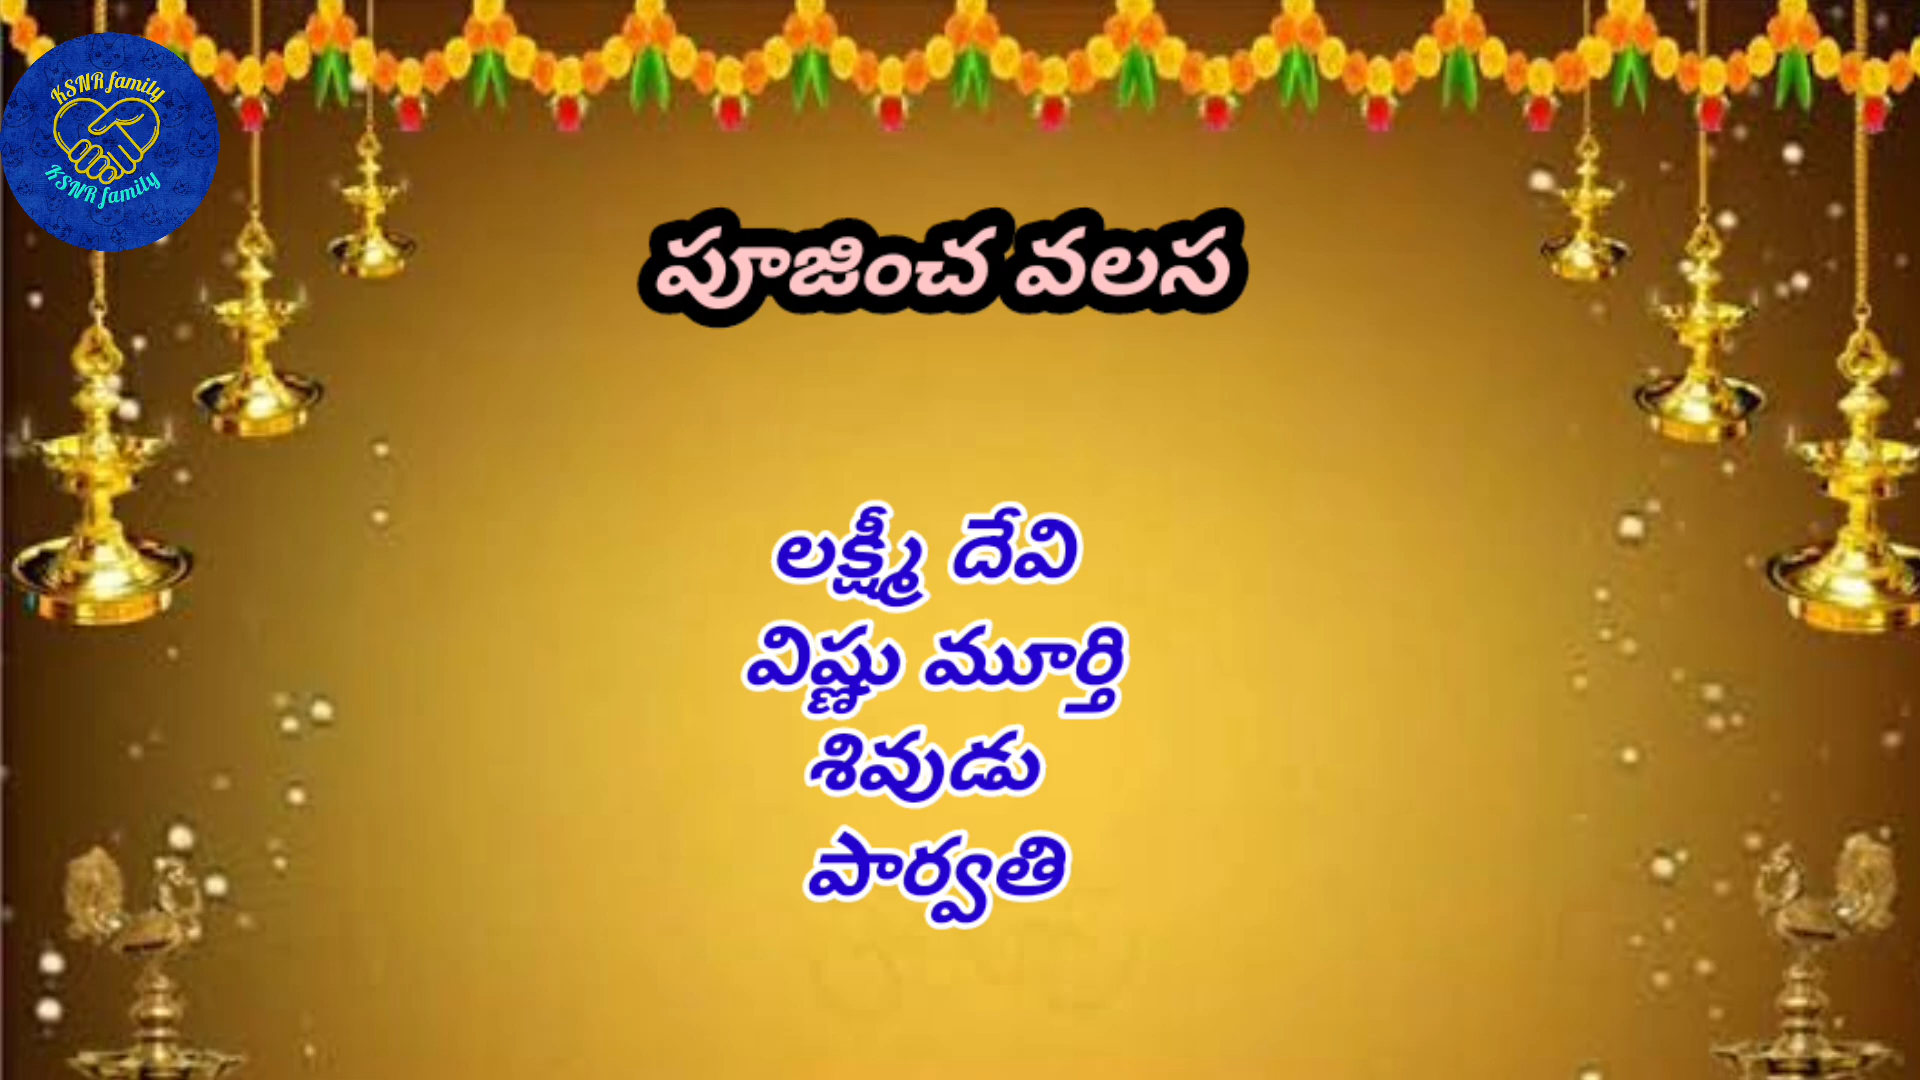 KSNR family
KSNR family
పూజించ వలస
లక్ష్మీ దేవి
విష్ణు మూర్తి
శివుడు
పార్వతి